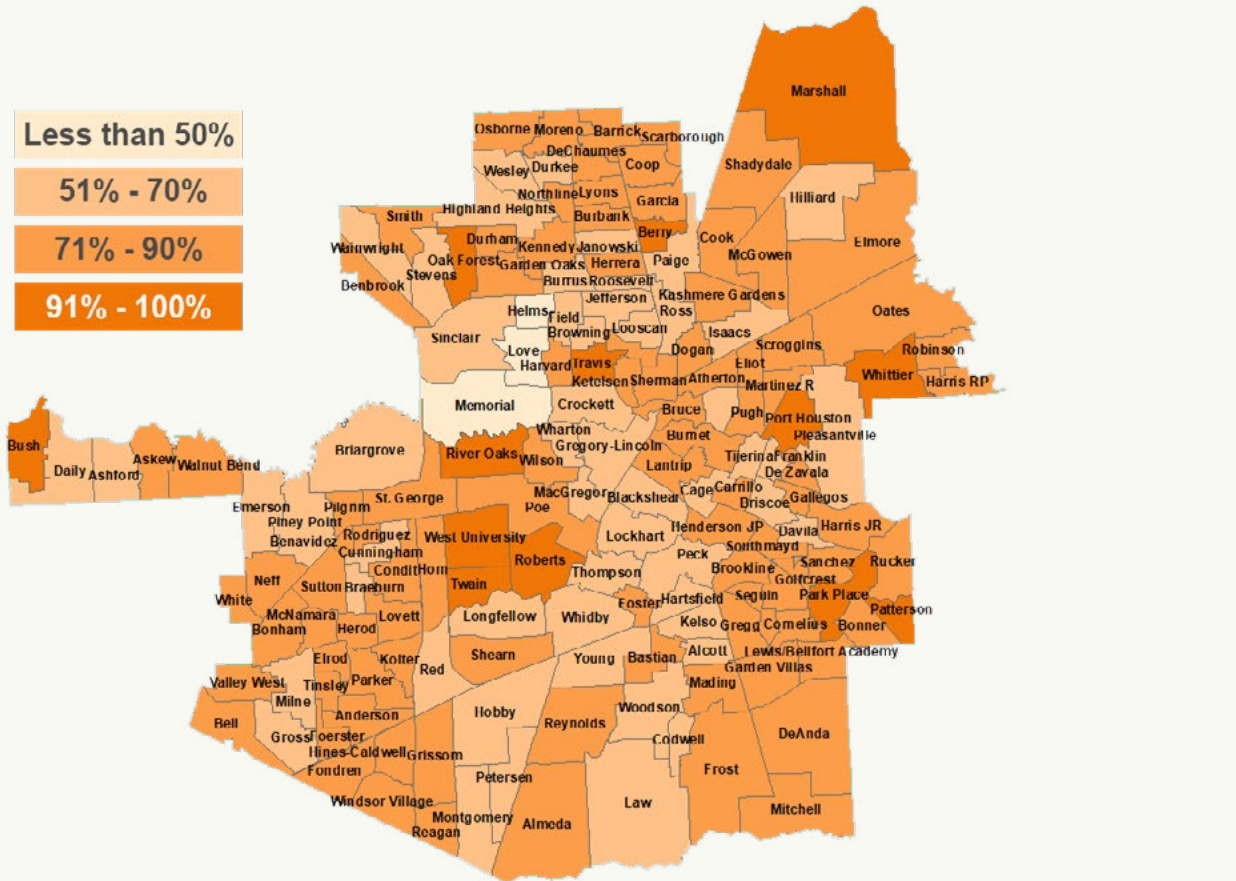 Less than 50%
51% - 70%
71% - 90%
91% - 100%
Marshall
Osborne
Moreno
Barrick
Scarborough
DeChaumes
Wesley
Durkee
Coop
Shadydale
Northline
Lyons
Garcia
Hilliard
Highland Heights
Burbank
Smith
Berry
Cook
Elmore
Wainwright
Durham
Kennedy
Janowski
McGowen
Oak Forest
Garden Oaks
Herrera
Paige
Stevens
Burrus
Roosevelt
Benbrook
Jefferson
Kashmere Gardens
Helms
Field
Ross
Oates
Sinclair
Browning
Looscan
Isaacs
Love
Dogan
Scroggins
Robinson
Harvard
Travis
Eliot
Whittier
Ketelsen
Sherman
Atherton
Martinez R
Harris RP
Memorial
Crockett
Bruce
Pugh
Port Houston
Bush
Briargrove
Wharton
Gregory-Lincoln
Burnet
Pleasantville
River Oaks
Wilson
Lantrip
Tijerina
Franklin
Daily
Ashford
Askew
Walnut Bend
De Zavala
St. George
MacGregor
Blackshear
Cage
Carrillo
Driscoe
Gallegos
Emerson
Pilgrim
Poe
Piney Point
Rodriguez
West University
Lockhart
Henderson JP
Davila
Harris JR
Benavidez
Cunningham
Southmayd
Neff
Condit
Horn
Roberts
Thompson
Peck
Brookline
Sanchez
Rucker
Sutton
Braeburn
Twain
Golfcrest
White
Foster
Hartsfield
Seguin
Park Place
Patterson
McNamara
Lovett
Longfellow
Whidby
Kelso
Gregg
Cornelius
Bonner
Bonham
Herod
Elrod
Kolter
Shearn
Young
Bastian
Alcott
Lewis/Bellfort Academy
Garden Villas
Valley West
Tinsley
Parker
Red
Mading
Milne
Anderson
Hobby
Reynolds
Woodson
Bell
Gross
Foerster
Codwell
DeAnda
Hines-Caldwell
Grissom
Fondren
Petersen
Frost
Windsor Village
Montgomery
Almeda
Law
Mitchell
Reagan